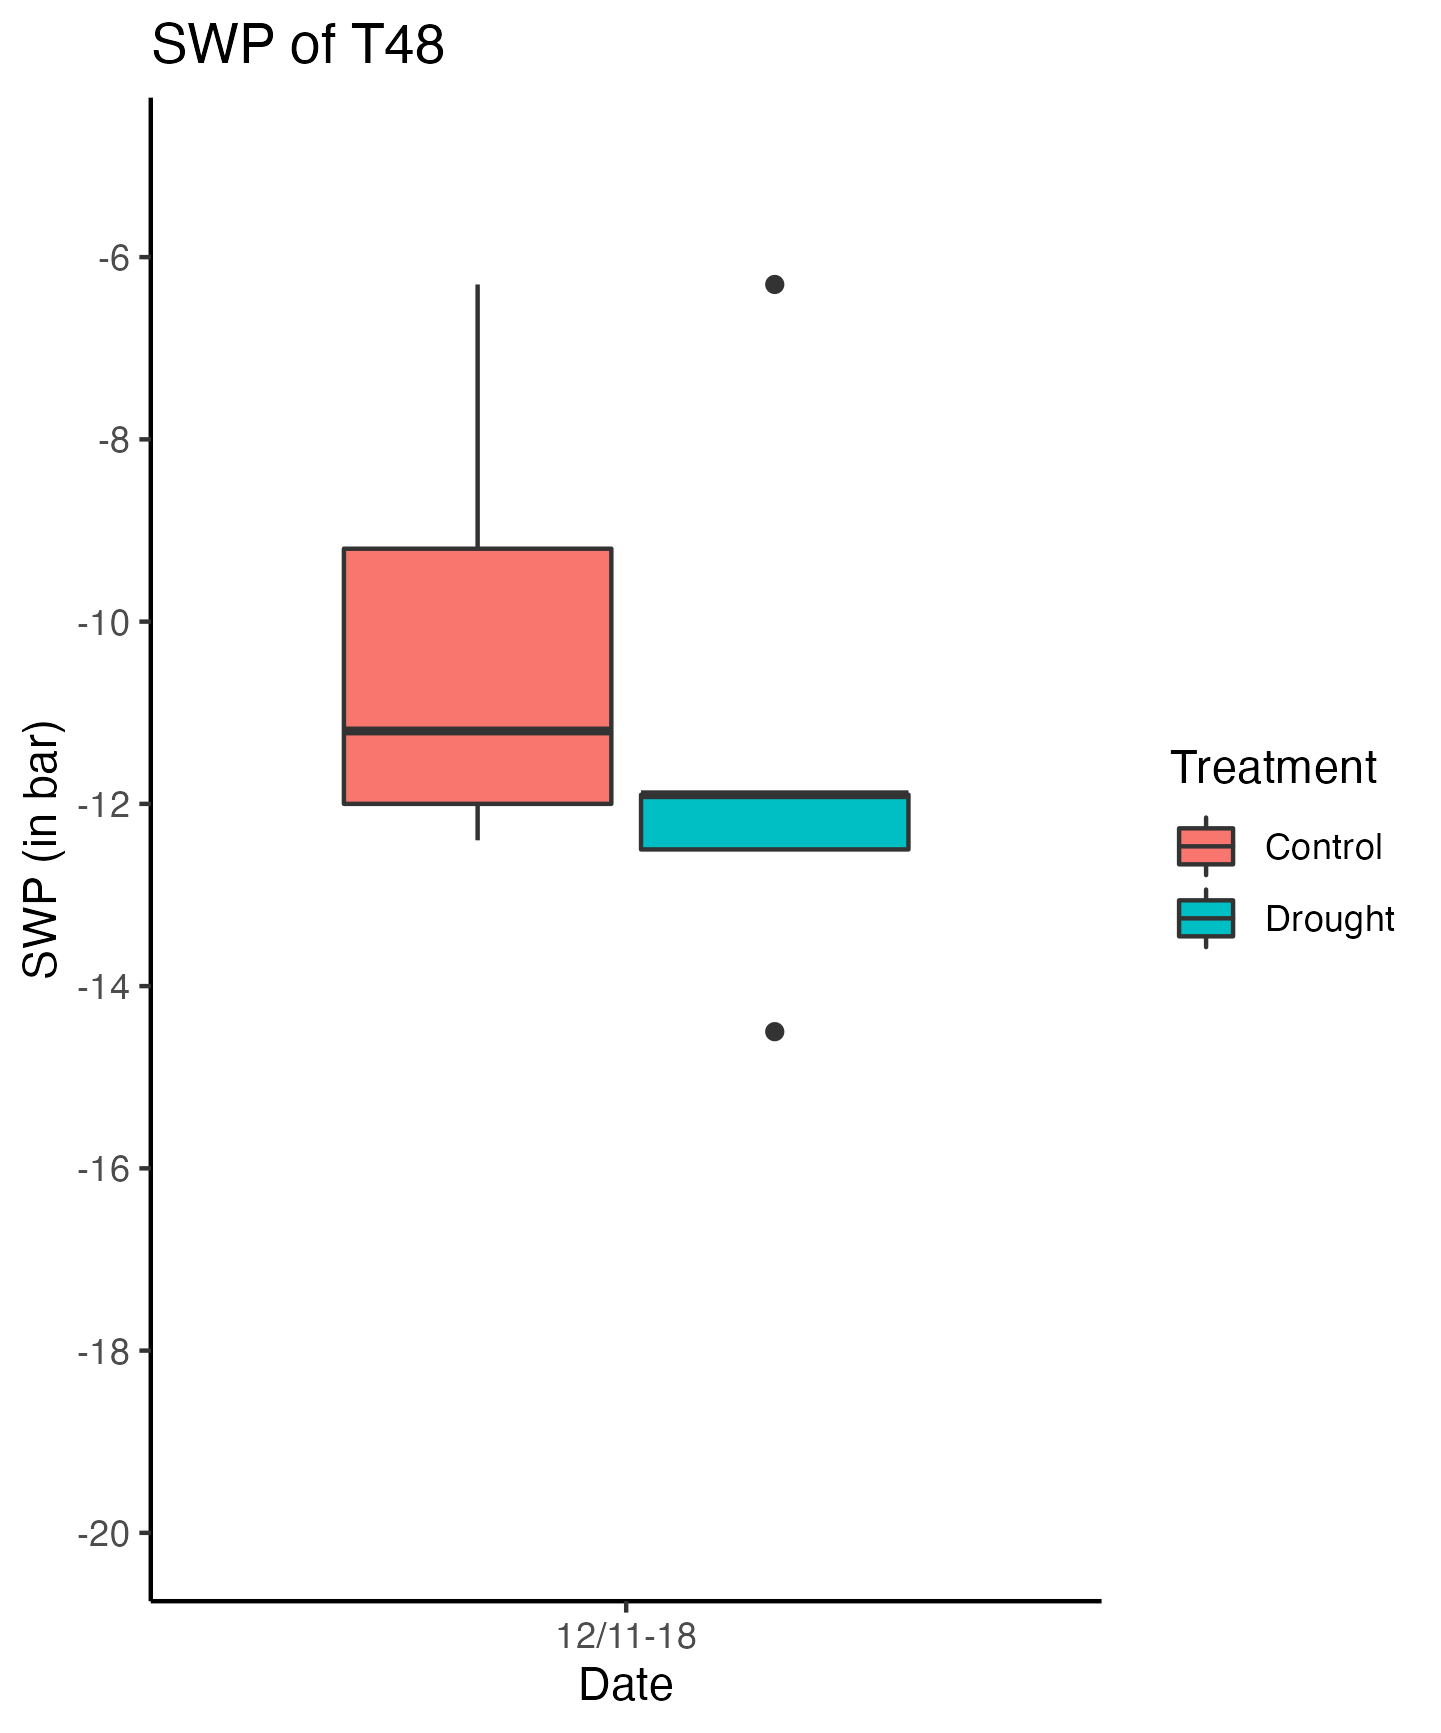 SWP of T48
SWP (in bar)
-6
-8
-10
-12
-14
-16
-18
-20
12/11-18
Date
Treatment
Control
Drought